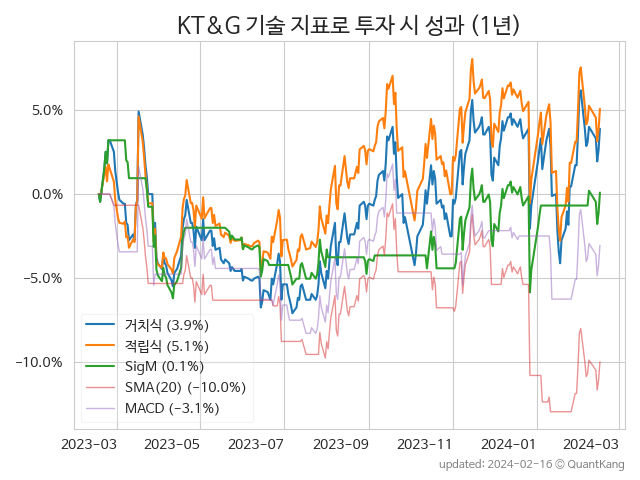 KT&G 기술 지표로 투자 시 성과 (1년)
5.0%
0.0%
−5.0%
−10.0%
거치식 (3.9%)
적립식 (5.1%)
SigM (0.1%)
SMA(20) (−10.0%)
MACD (−3.1%)
2023-03 2023-05 2023-07 2023-09 2023-11 2024-01 2024-03
updated: 2024-02-16 © QuantKang